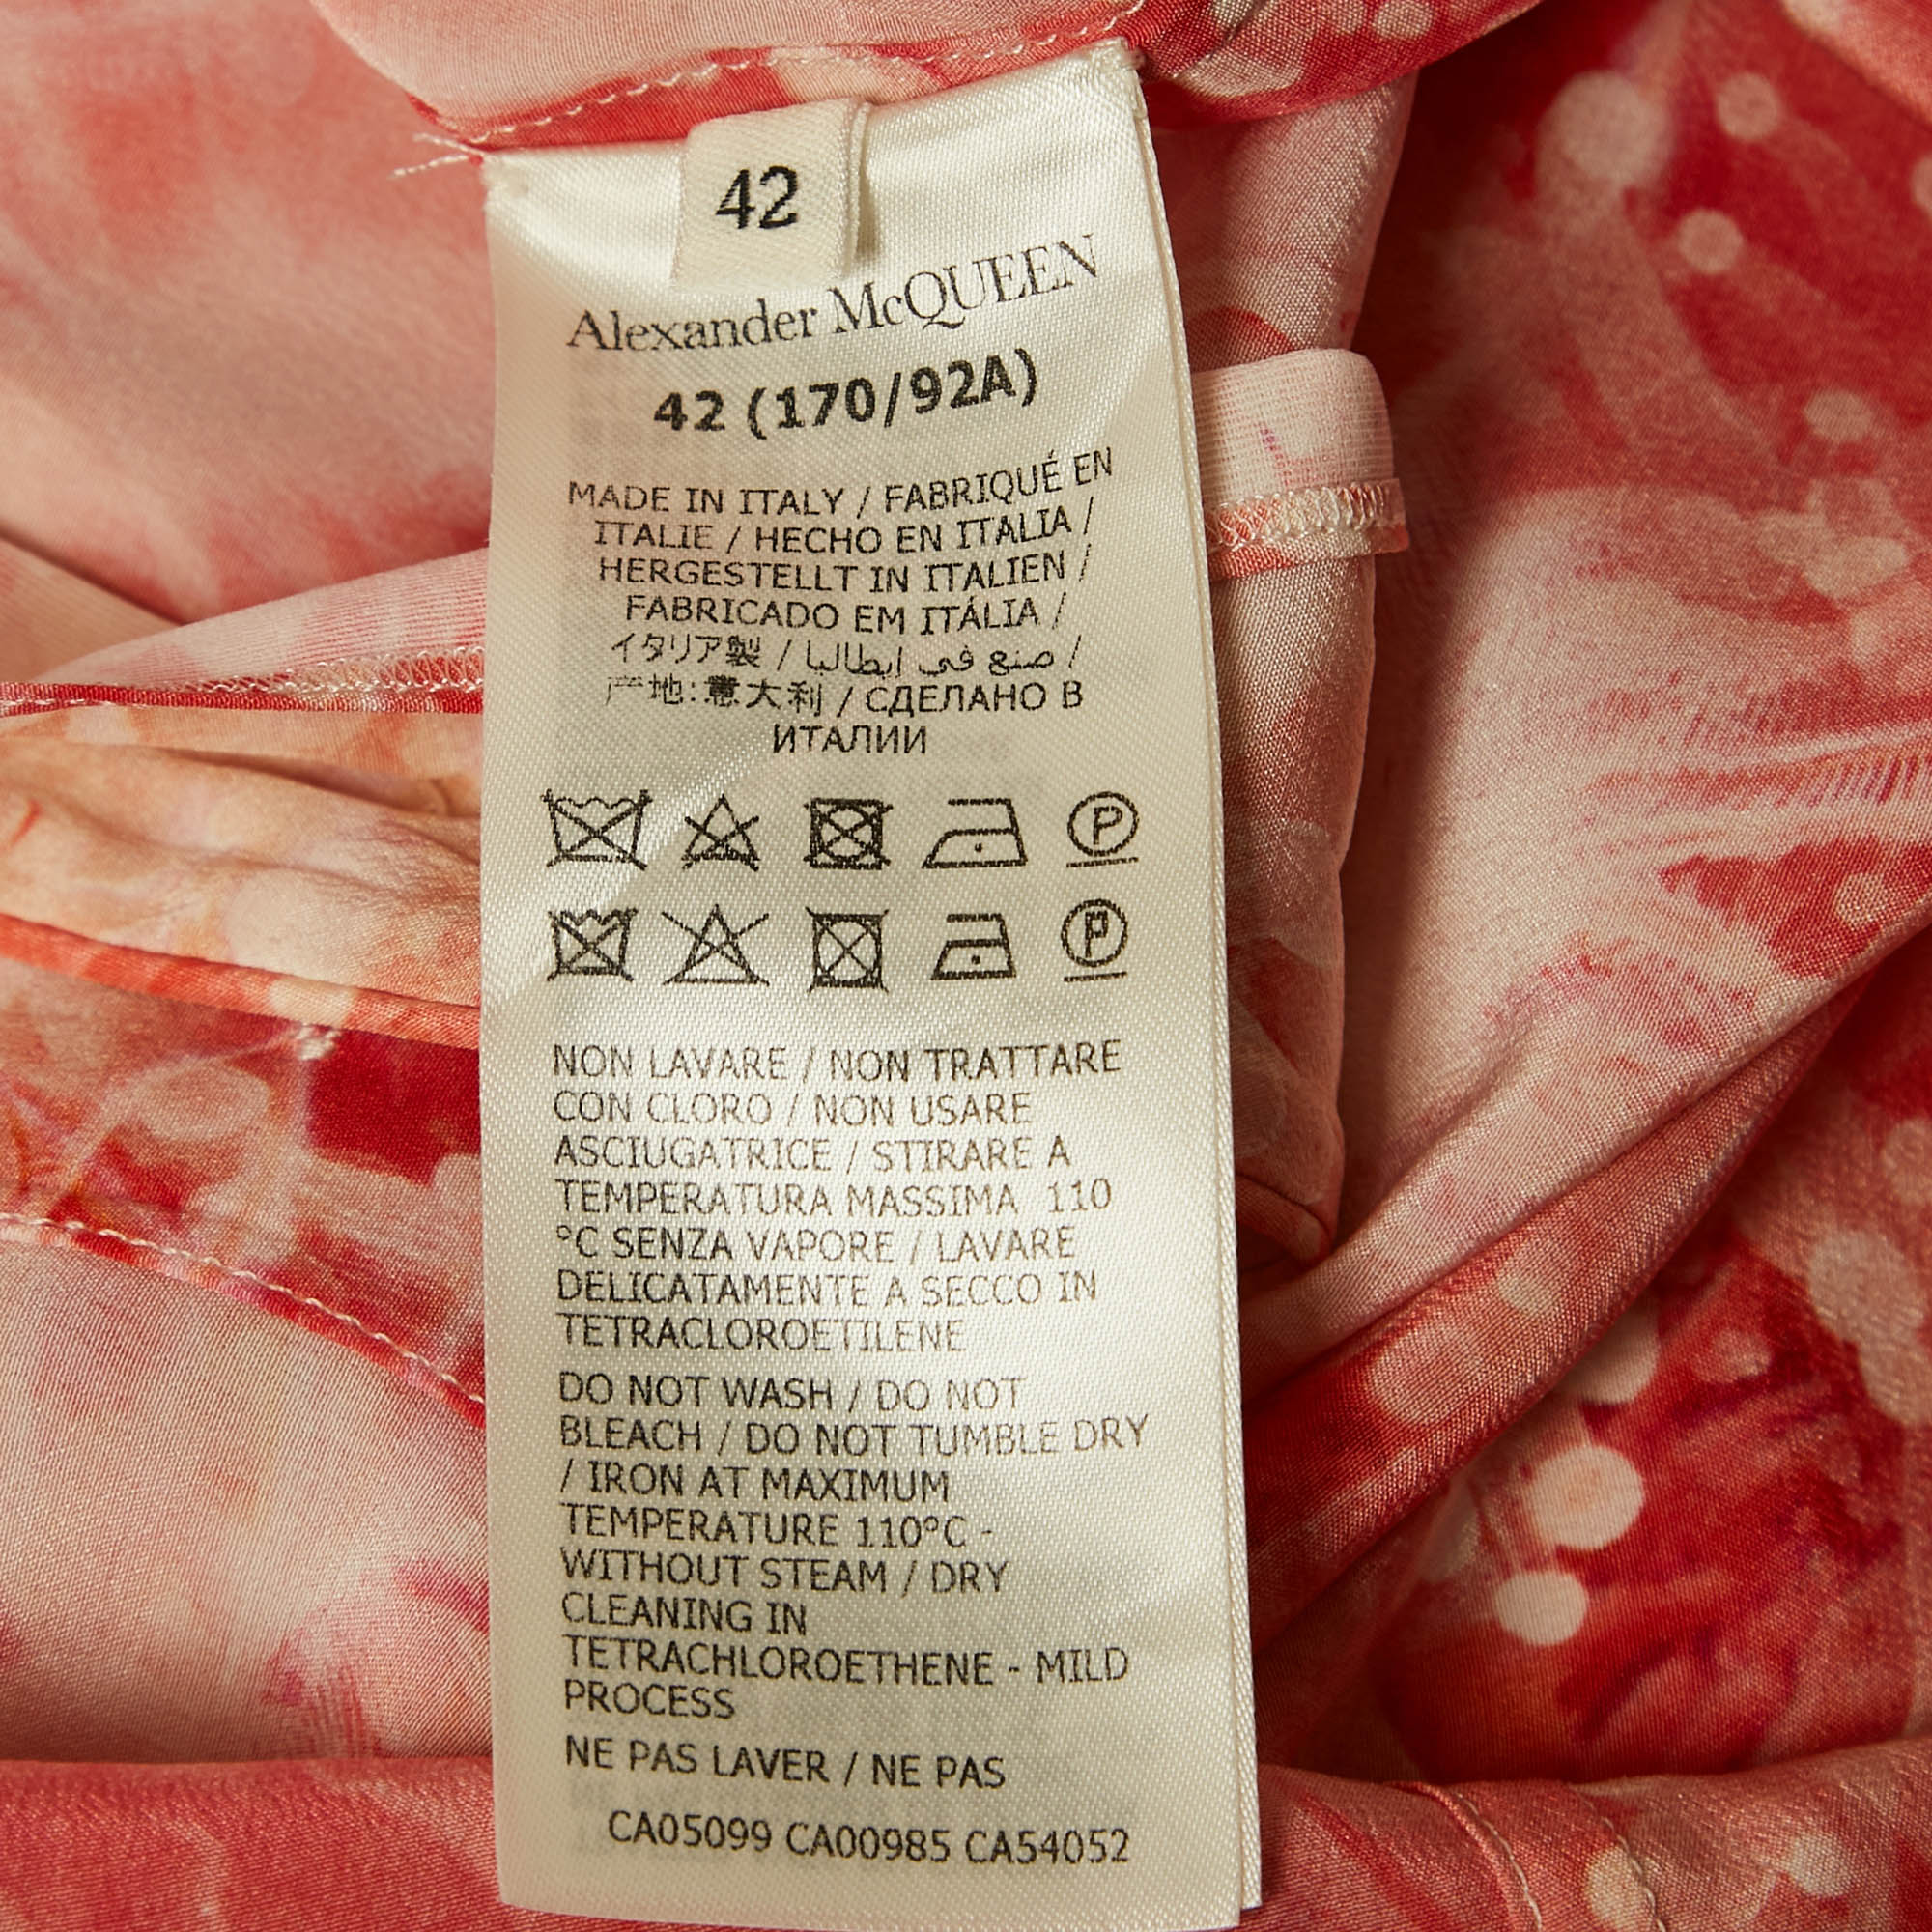 42
Alexander McQUEEN
42 (170/92A)
MADE IN ITALY / FABRIQUÉ EN
ITALIE / HECHO EN ITALIA /
HERGESTELLT IN ITALIEN /
FABRICADO EM ITÁLIA /
イタリア製 / صنع في ايطاليا /
产地:意大利 / СДЕЛАНО В
ИТАЛИИ
P
P
NON LAVARE / NON TRATTARE
CON CLORO / NON USARE
ASCIUGATRICE / STIRARE A
TEMPERATURA MASSIMA 110
°C SENZA VAPORE / LAVARE
DELICATAMENTE A SECCO IN
TETRACLOROETILENE
DO NOT WASH / DO NOT
BLEACH / DO NOT TUMBLE DRY
/ IRON AT MAXIMUM
TEMPERATURE 110°C -
WITHOUT STEAM / DRY
CLEANING IN
TETRACHLOROETHENE - MILD
PROCESS
NE PAS LAVER / NE PAS
CA05099 CA00985 CA54052